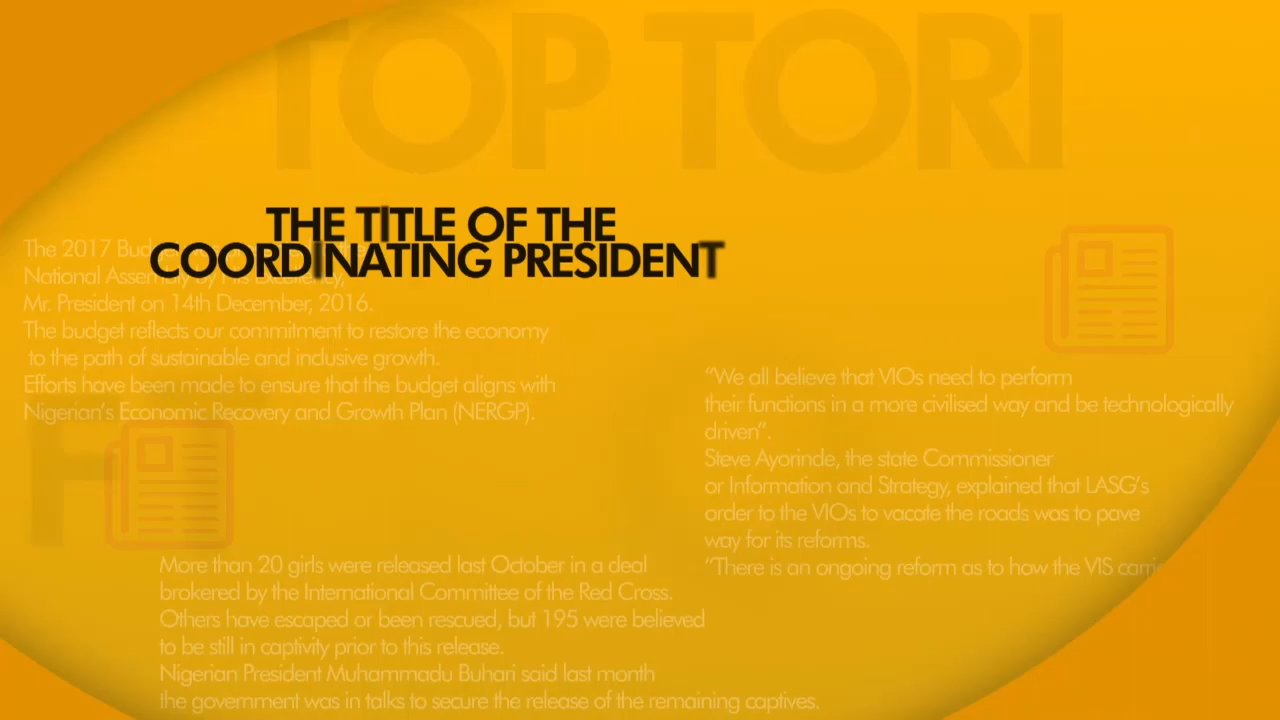 TOP TORI
THE TITLE OF THE
COORDINATING PRESIDENT
The 2017 Budget
National Assembly by His Excellency,
Mr. President on 14th December, 2016.
The budget reflects our commitment to restore the economy
to the path of sustainable and inclusive growth.
Efforts have been made to ensure that the budget aligns with
Nigerian's Economic Recovery and Growth Plan (NERGP).
"We all believe that VIOs need to perform
their functions in a more civilised way and be technologically
driven".
Steve Ayorinde, the state Commissioner
or Information and Strategy, explained that LASG's
order to the VIOs to vacate the roads was to pave
way for its reforms.
"There is an ongoing reform as to how the VIS
More than 20 girls were released last October in a deal
brokered by the International Committee of the Red Cross.
Others have escaped or been rescued, but 195 were believed
to be still in captivity prior to this release.
Nigerian President Muhammadu Buhari said last month
the government was in talks to secure the release of the remaining captives.